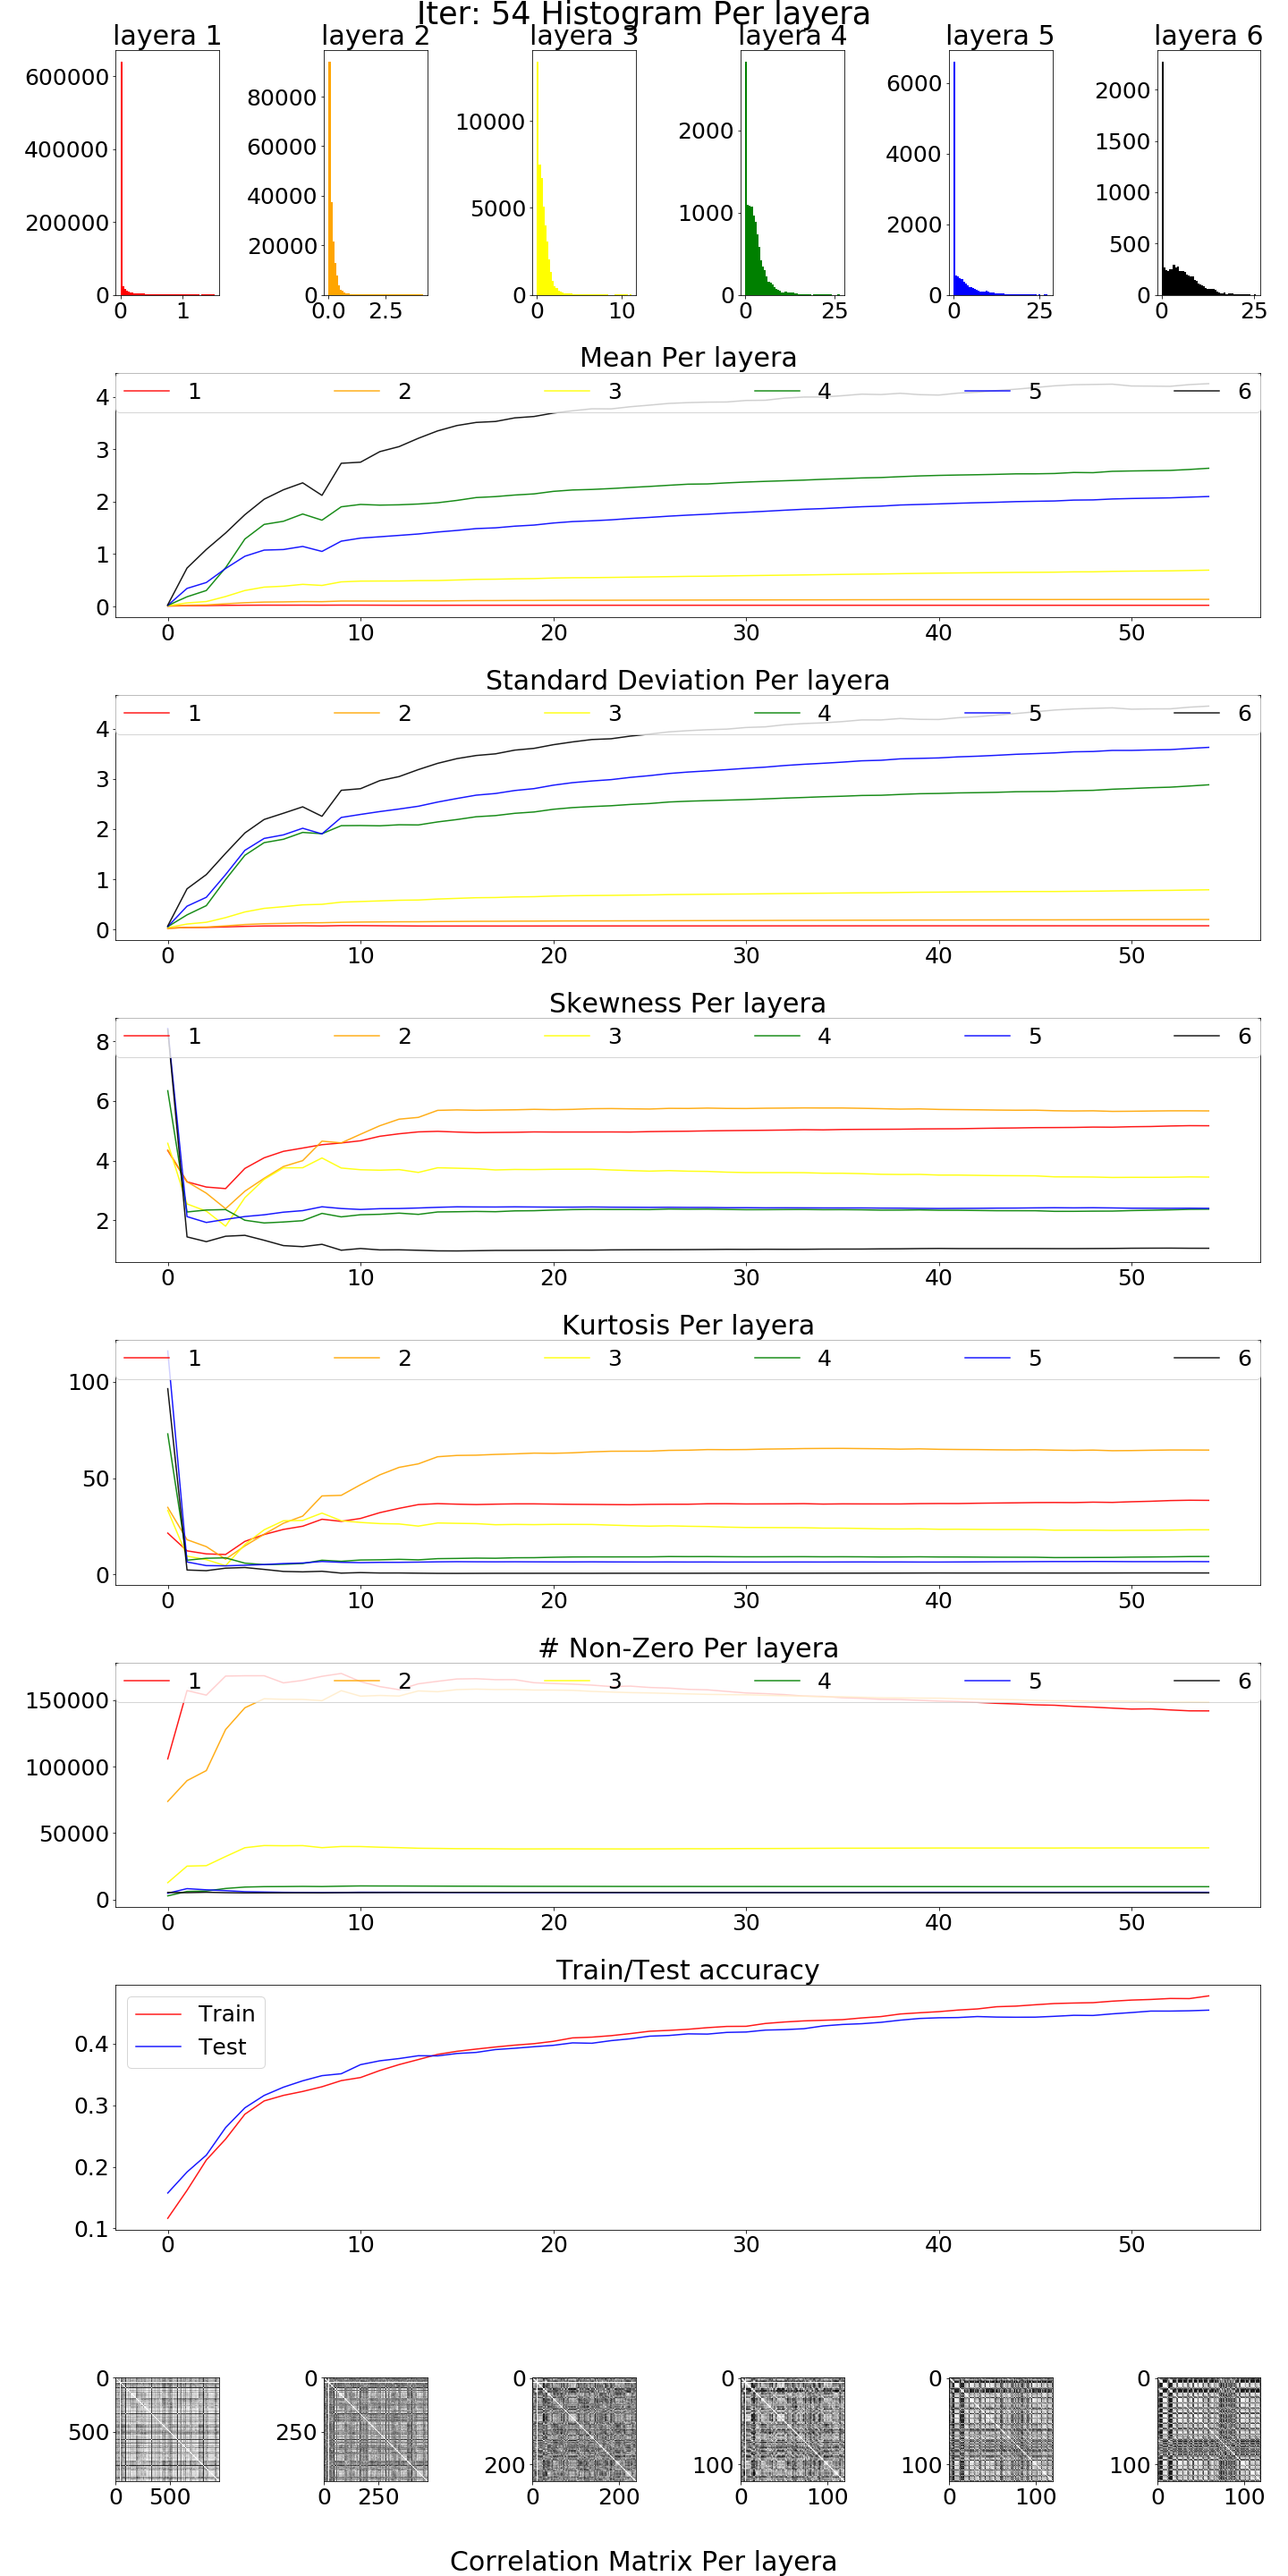 Iter: 54 Histogram Per layera
layera 1 layera 2 layera 3 layera 4 layera 5 layera 6
600000 400000 200000 0
0 1
80000 60000 40000 20000 0
0.0 2.5
10000 5000 0
0 10
2000 1000 0
0 25
6000 4000 2000 0
0 25
2000 1500 1000 500 0
0 25
Mean Per layera
1 2 3 4 5 6
4
3
2
1
0
0 10 20 30 40 50
Standard Deviation Per layera
1 2 3 4 5 6
4
3
2
1
0
0 10 20 30 40 50
Skewness Per layera
1 2 3 4 5 6
8
6
4
2
0 10 20 30 40 50
Kurtosis Per layera
1 2 3 4 5 6
100
50
0
0 10 20 30 40 50
# Non-Zero Per layera
1 2 3 4 5 6
150000
100000
50000
0
0 10 20 30 40 50
Train/Test accuracy
Train
Test
0.4
0.3
0.2
0.1
0 10 20 30 40 50
0 500
0 500
0 250
0 250
0 200
0 200
0 100
0 100
0 100
0 100
0 100
0 100
Correlation Matrix Per layera